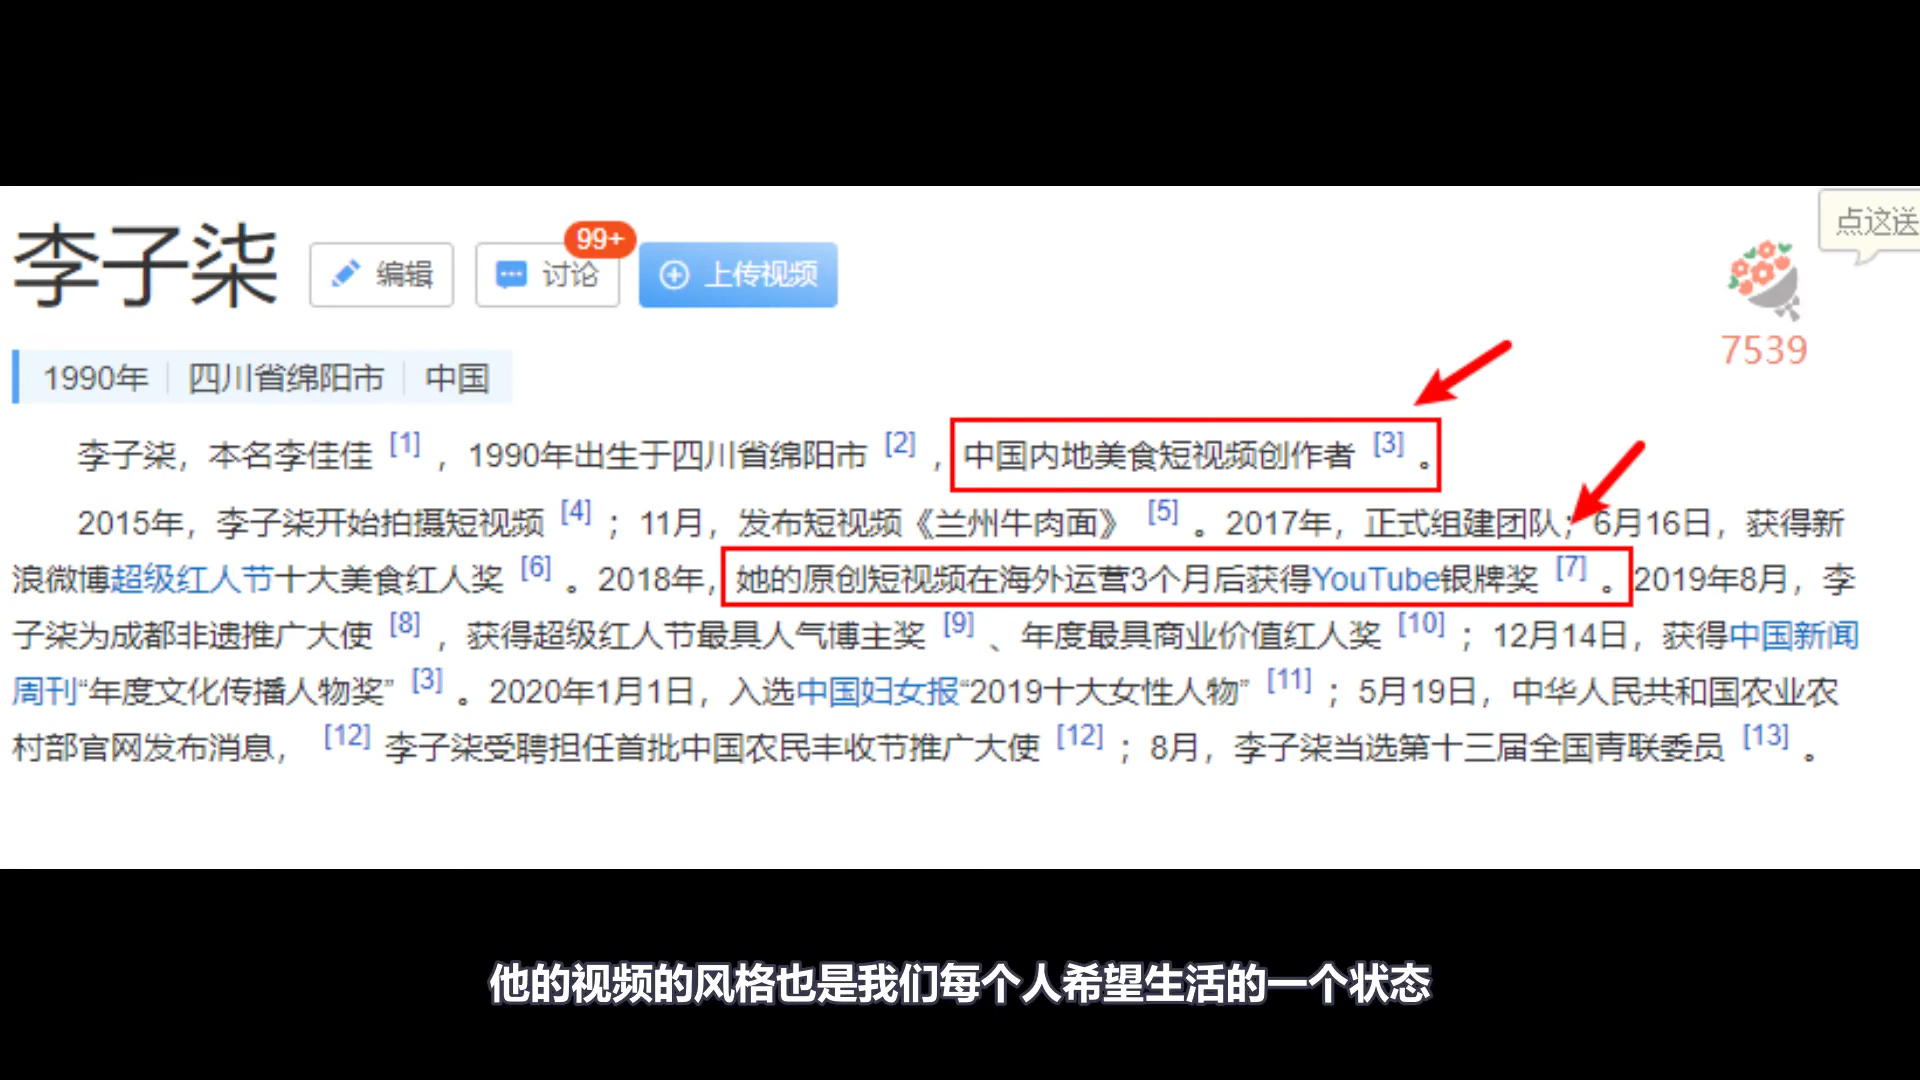 点这送
李子柒
编辑
99+
讨论
上传视频
7539
1990年 四川省绵阳市 中国
李子柒，本名李佳佳 [1] ，1990年出生于四川省绵阳市 [2] ，中国内地美食短视频创作者 [3] 。
2015年，李子柒开始拍摄短视频 [4] ；11月，发布短视频《兰州牛肉面》 [5] 。2017年，正式组建团队；6月16日，获得新
浪微博超级红人节十大美食红人奖 [6] 。2018年，她的原创短视频在海外运营3个月后获得YouTube银牌奖 [7] 。2019年8月，李
子柒为成都非遗推广大使 [8] ，获得超级红人节最具人气博主奖 [9] 、年度最具商业价值红人奖 [10] ；12月14日，获得中国新闻
周刊“年度文化传播人物奖” [3] 。2020年1月1日，入选中国妇女报“2019十大女性人物” [11] ；5月19日，中华人民共和国农业农
村部官网发布消息， [12] 李子柒受聘担任首批中国农民丰收节推广大使 [12] ；8月，李子柒当选第十三届全国青联委员 [13] 。
他的视频的风格也是我们每个人希望生活的一个状态